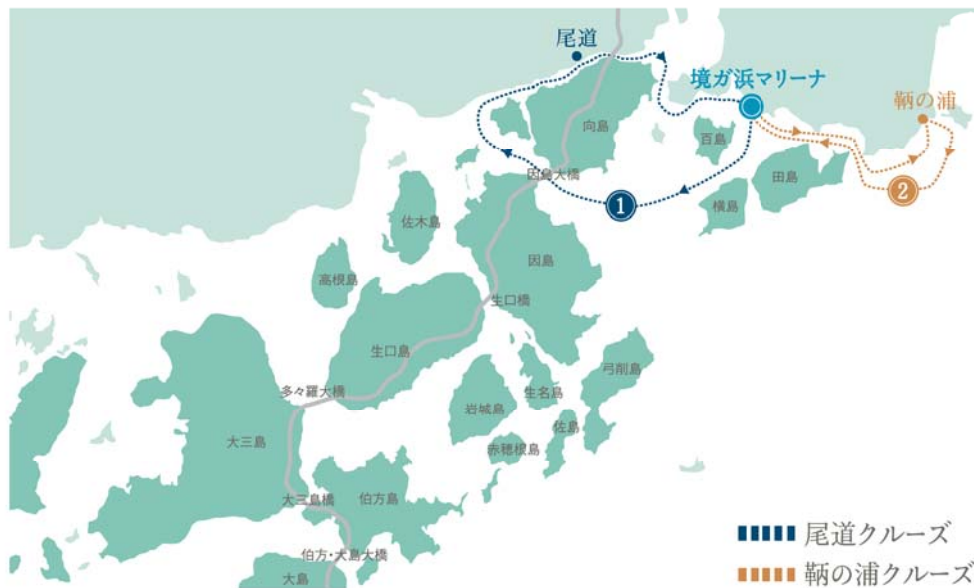 尾道
境ガ浜マリーナ
鞆の浦
向島
百島
田島
因島大橋
1
2
横島
佐木島
因島
高根島
生口橋
生口島
弓削島
多々羅大橋
生名島
岩城島
佐島
大三島
赤穂根島
大三島橋
伯方島
伯方・大島大橋
大島
尾道クルーズ
鞆の浦クルーズ